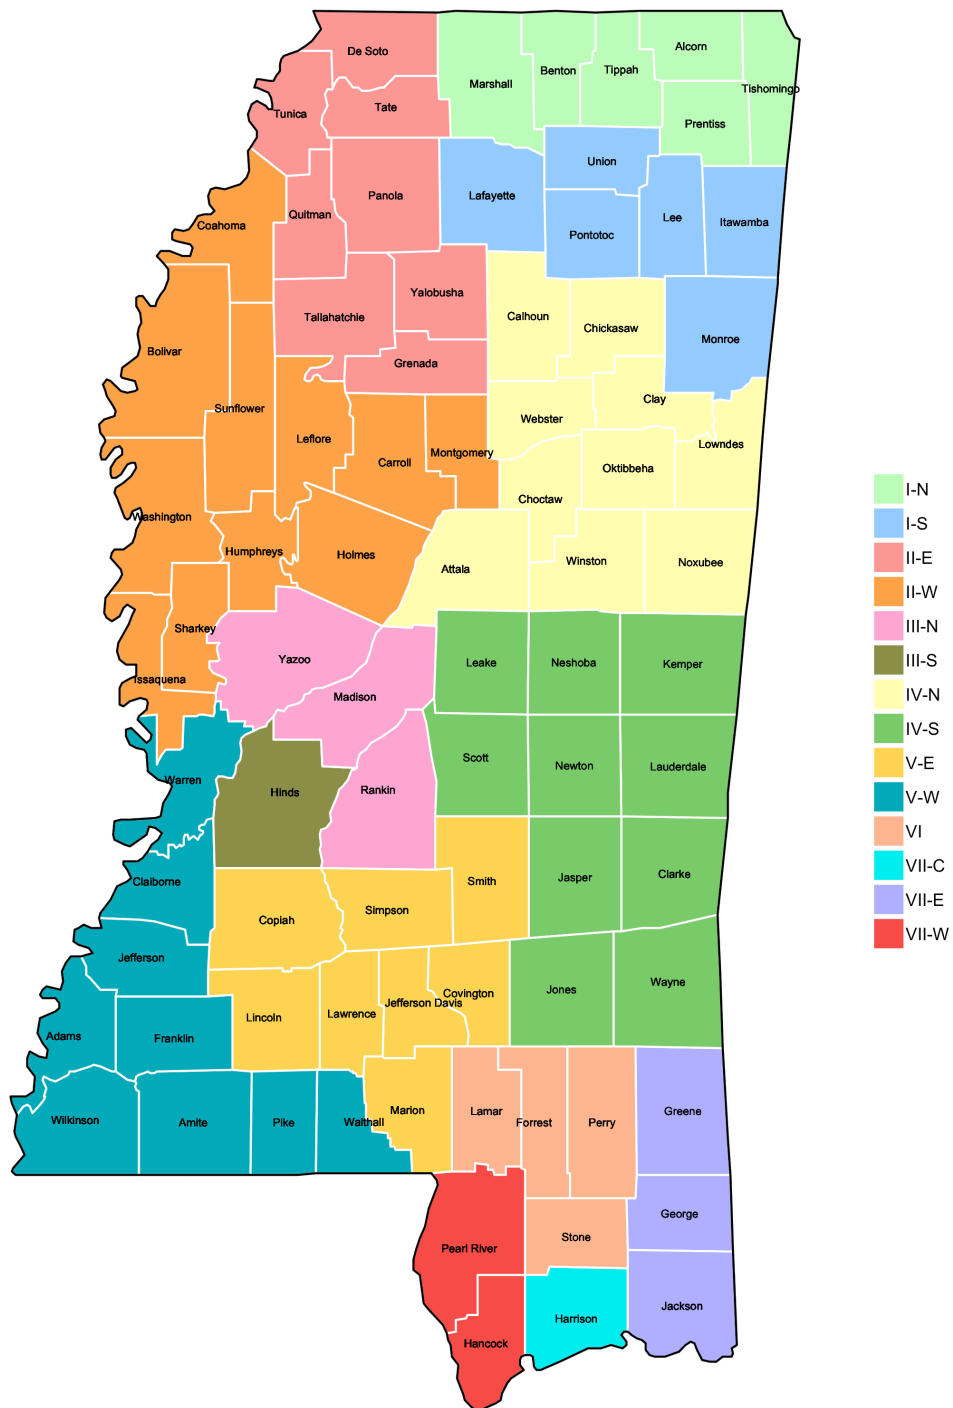 De Soto
Marshall
Benton
Tippah
Alcorn
Tishomingo
Tunica
Tate
Prentiss
Union
Coahoma
Quitman
Panola
Lafayette
Pontotoc
Lee
Itawamba
Bolivar
Tallahatchie
Yalobusha
Calhoun
Chickasaw
Monroe
Grenada
Sunflower
Leflore
Carroll
Montgomery
Webster
Clay
Lowndes
Oktibbeha
Choctaw
Washington
Humphreys
Holmes
Attala
Winston
Noxubee
Sharkey
Issaquena
Yazoo
Madison
Leake
Neshoba
Kemper
Warren
Hinds
Rankin
Scott
Newton
Lauderdale
Claiborne
Copiah
Simpson
Smith
Jasper
Clarke
Jefferson
Adams
Franklin
Lincoln
Lawrence
Jefferson Davis
Covington
Jones
Wayne
Wilkinson
Amite
Pike
Walthall
Marion
Lamar
Forrest
Perry
Greene
Pearl River
Stone
George
Hancock
Harrison
Jackson
I-N
I-S
II-E
II-W
III-N
III-S
IV-N
IV-S
V-E
V-W
VI
VII-C
VII-E
VII-W